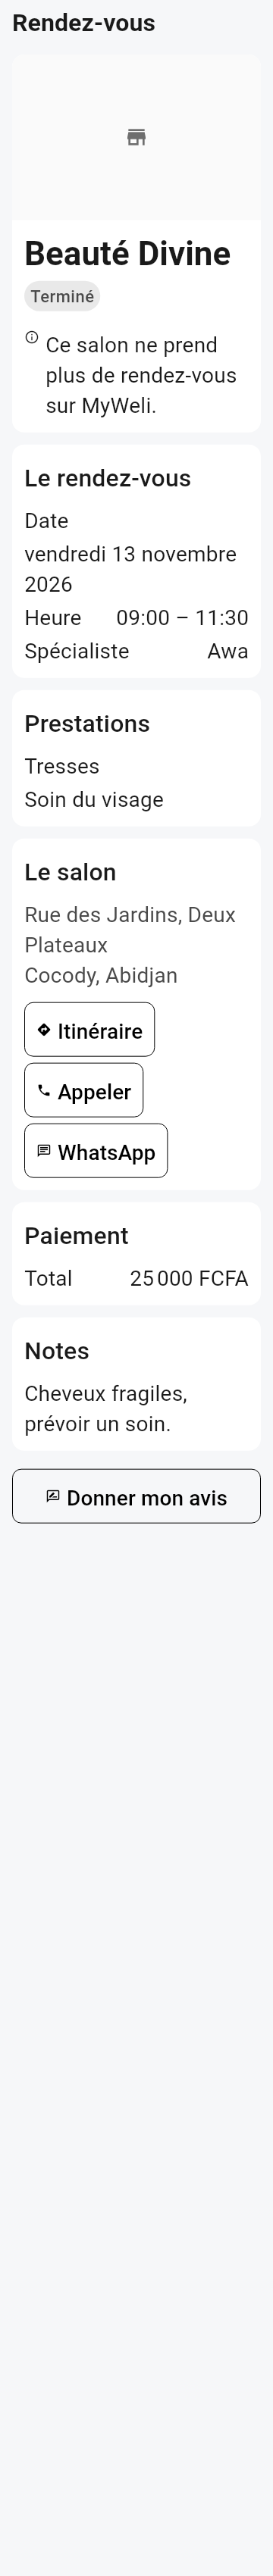 Rendez-vous
Beauté Divine
Terminé
Ce salon ne prend
plus de rendez-vous
sur MyWeli.
Le rendez-vous
Date
vendredi 13 novembre
2026
Heure 09:00 – 11:30
Spécialiste Awa
Prestations
Tresses
Soin du visage
Le salon
Rue des Jardins, Deux
Plateaux
Cocody, Abidjan
Itinéraire
Appeler
WhatsApp
Paiement
Total 25 000 FCFA
Notes
Cheveux fragiles,
prévoir un soin.
Donner mon avis